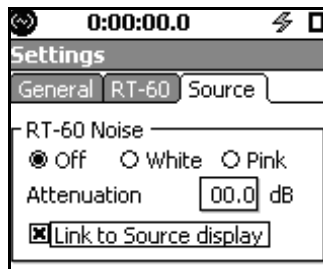 0:00:00.0
Settings
General RT-60 Source
RT-60 Noise
Off White Pink
Attenuation 00.0 dB
Link to Source display